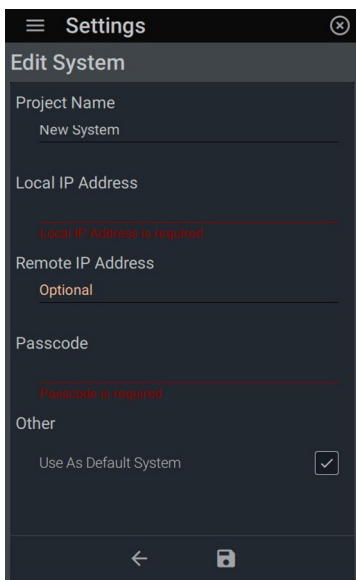 Settings
Edit System
Project Name
New System
Local IP Address
Local IP Address is required
Remote IP Address
Optional
Passcode
Passcode is required
Other
Use As Default System